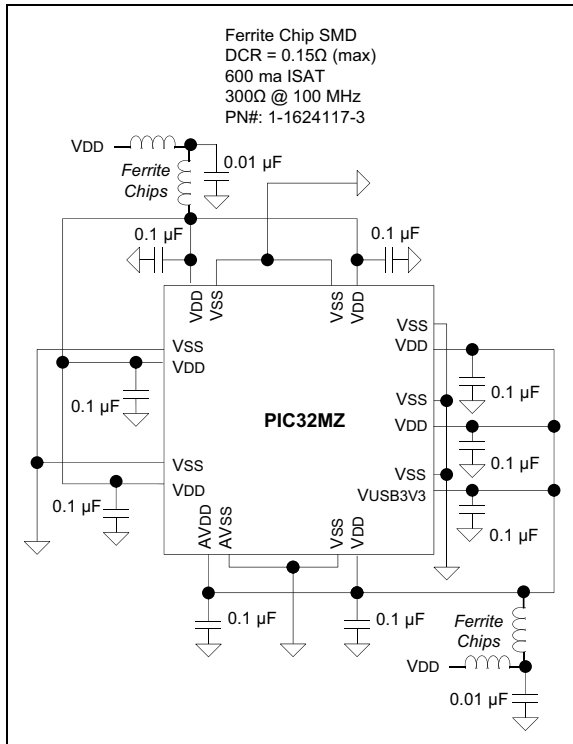 Ferrite Chip SMD
DCR = 0.15Ω (max)
600 ma ISAT
300Ω @ 100 MHz
PN#: 1-1624117-3
VDD
Ferrite
Chips
0.01 µF
0.1 µF
0.1 µF
VDD
VSS
VSS
VDD
VSS
VDD
0.1 µF
VSS
VDD
0.1 µF
PIC32MZ
VSS
VDD
0.1 µF
VSS
VDD
0.1 µF
VSS
VUSB3V3
0.1 µF
AVDD
AVSS
VSS
VDD
0.1 µF
0.1 µF
Ferrite
Chips
VDD
0.01 µF